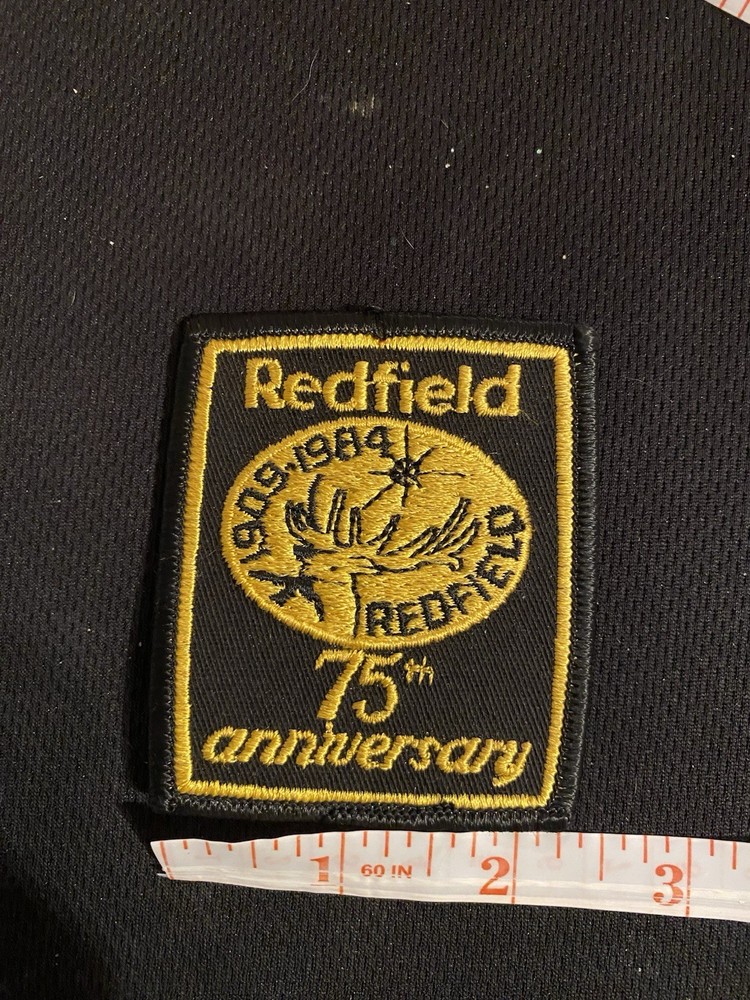 Redfield
1909·1984
REDFIELD
75th
anniversary
1 60 IN 2 3